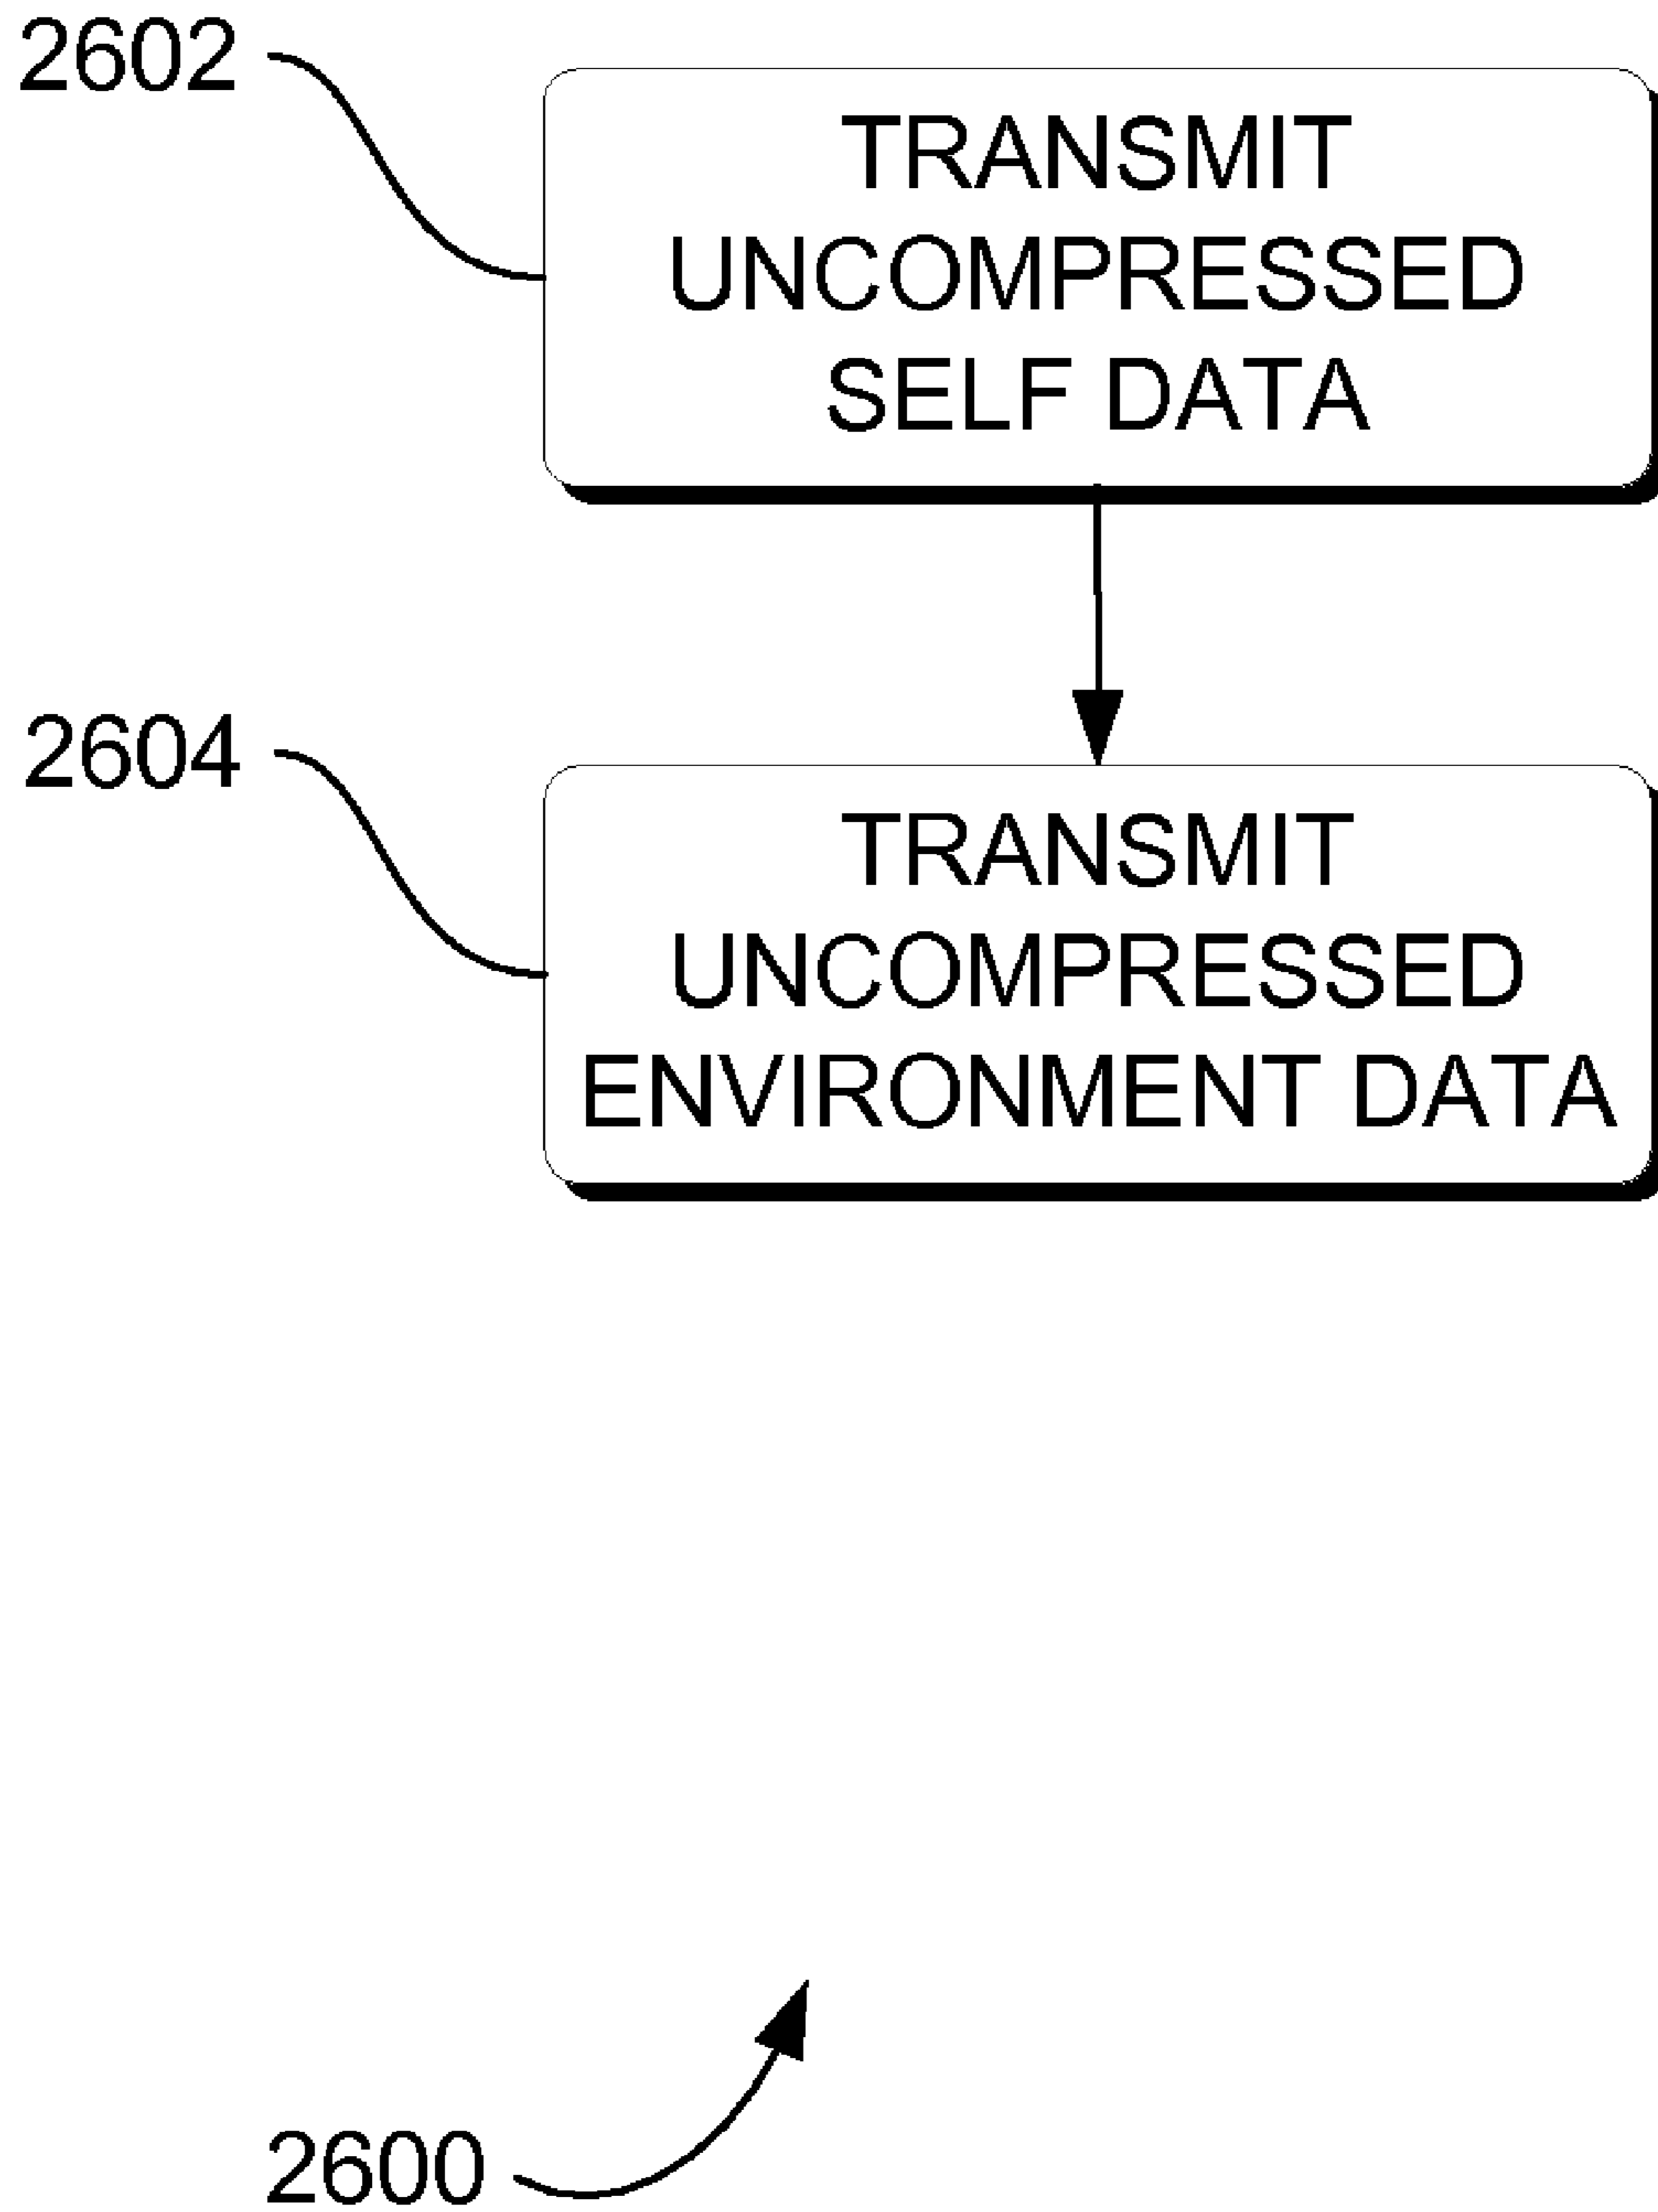 2602
TRANSMIT
UNCOMPRESSED
SELF DATA
2604
TRANSMIT
UNCOMPRESSED
ENVIRONMENT DATA
2600